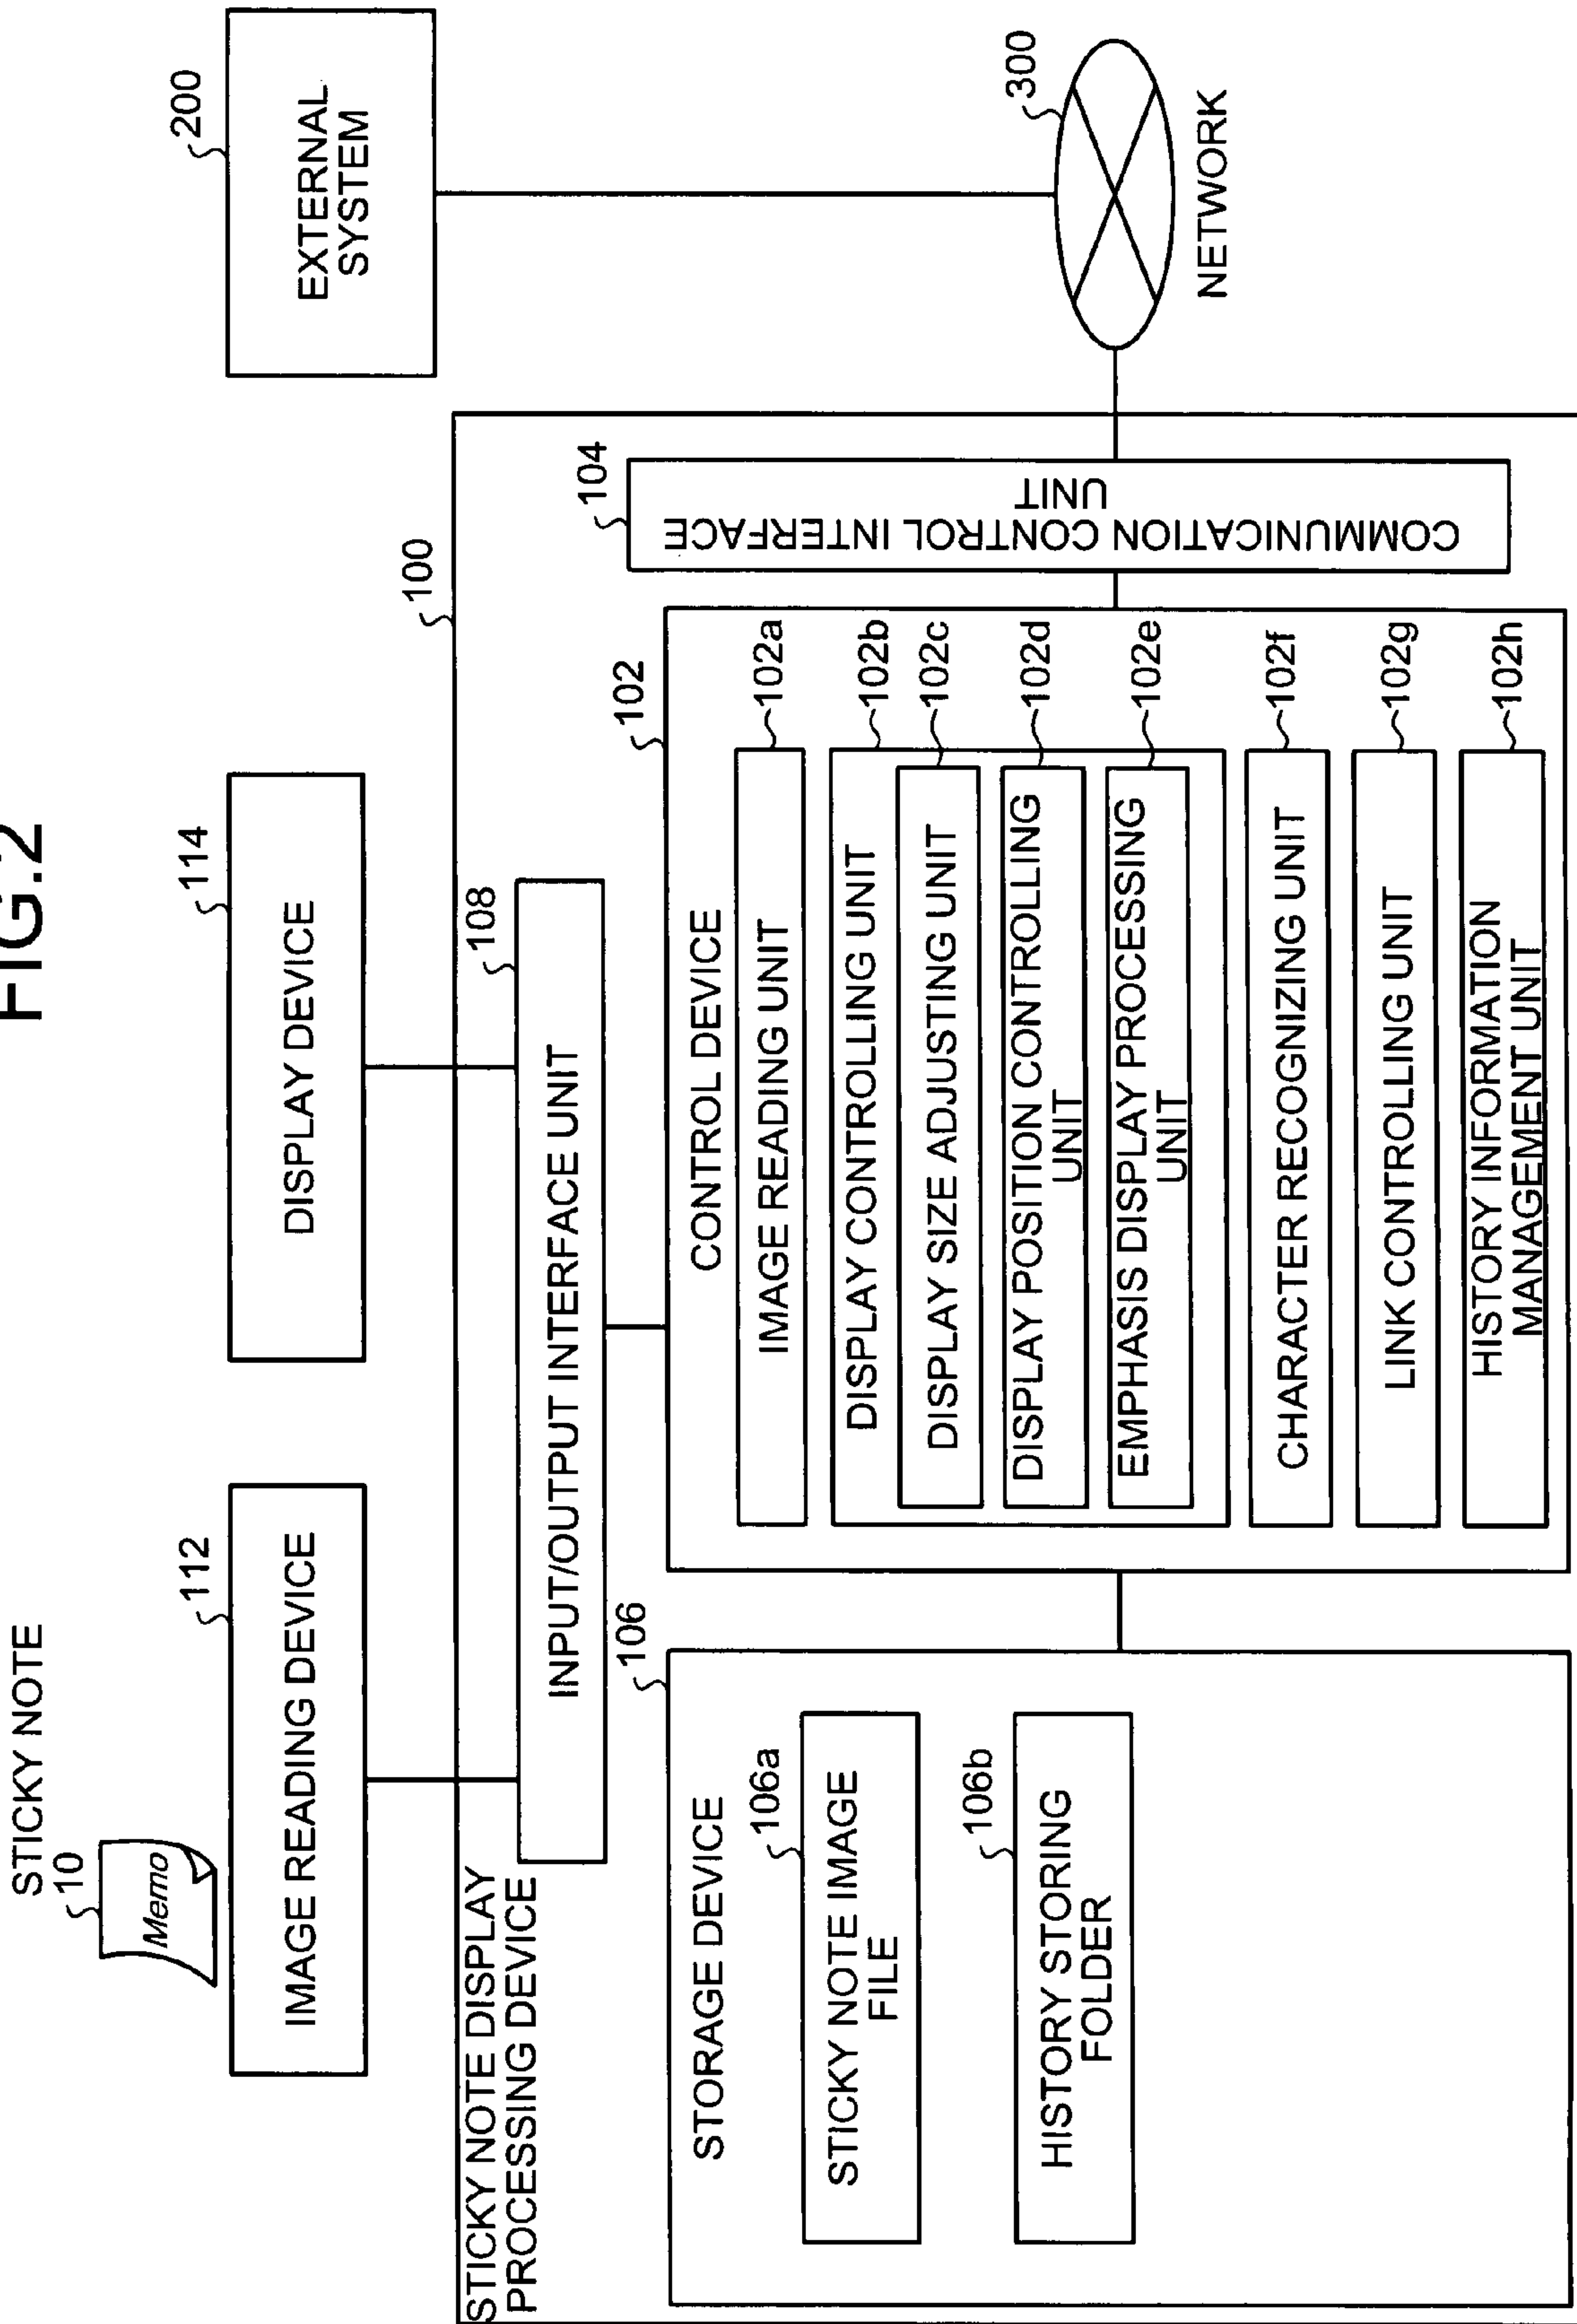 FIG.2
STICKY NOTE
10
Memo
112
IMAGE READING DEVICE
114
DISPLAY DEVICE
200
EXTERNAL
SYSTEM
100
STICKY NOTE DISPLAY
PROCESSING DEVICE
108
INPUT/OUTPUT INTERFACE UNIT
106
STORAGE DEVICE
106a
STICKY NOTE IMAGE
FILE
106b
HISTORY STORING
FOLDER
102
CONTROL DEVICE
102a
IMAGE READING UNIT
102b
DISPLAY CONTROLLING UNIT
102c
DISPLAY SIZE ADJUSTING UNIT
102d
DISPLAY POSITION CONTROLLING
UNIT
102e
EMPHASIS DISPLAY PROCESSING
UNIT
102f
CHARACTER RECOGNIZING UNIT
102g
LINK CONTROLLING UNIT
102h
HISTORY INFORMATION
MANAGEMENT UNIT
104
COMMUNICATION CONTROL INTERFACE
UNIT
300
NETWORK